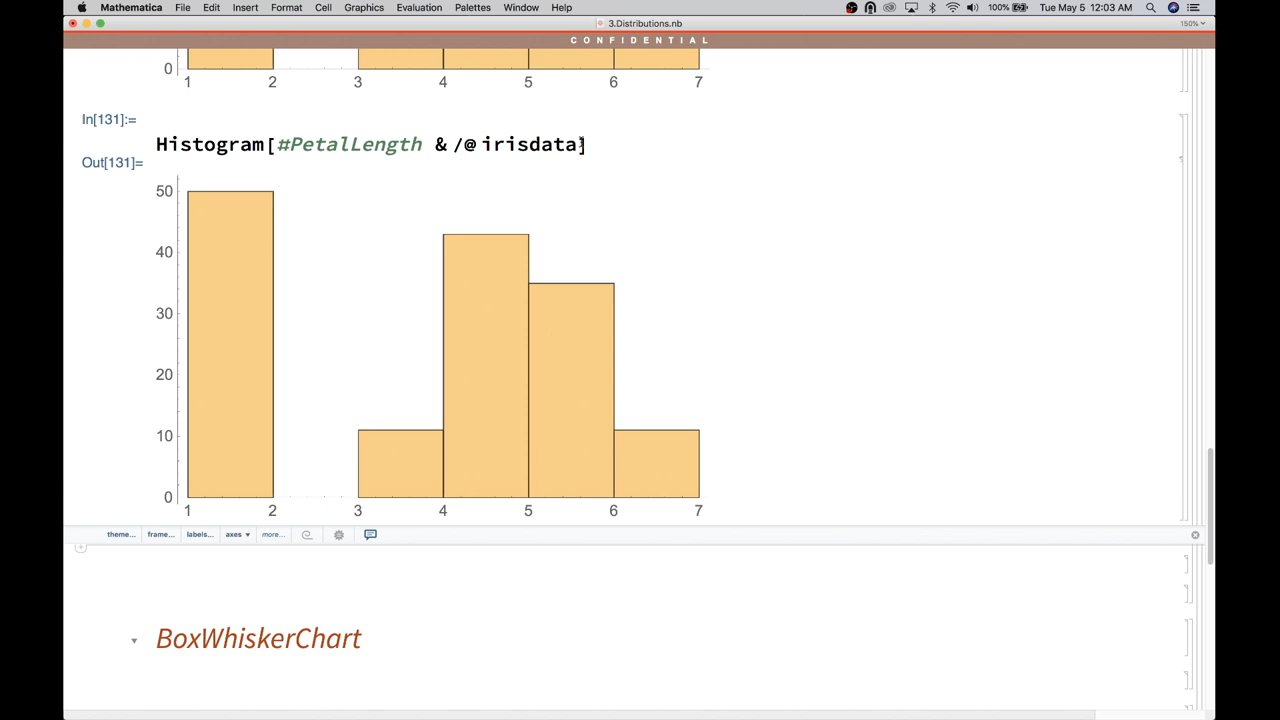 Mathematica File Edit Insert Format Cell Graphics Evaluation Palettes Window Help 100% Tue May 5 12:03 AM
3.Distributions.nb 150%
CONFIDENTIAL
0
1 2 3 4 5 6 7
In[131]:=
Histogram[#PetalLength & /@ irisdata]
Out[131]=
50
40
30
20
10
0
1 2 3 4 5 6 7
theme... frame... labels... axes more...
BoxWhiskerChart